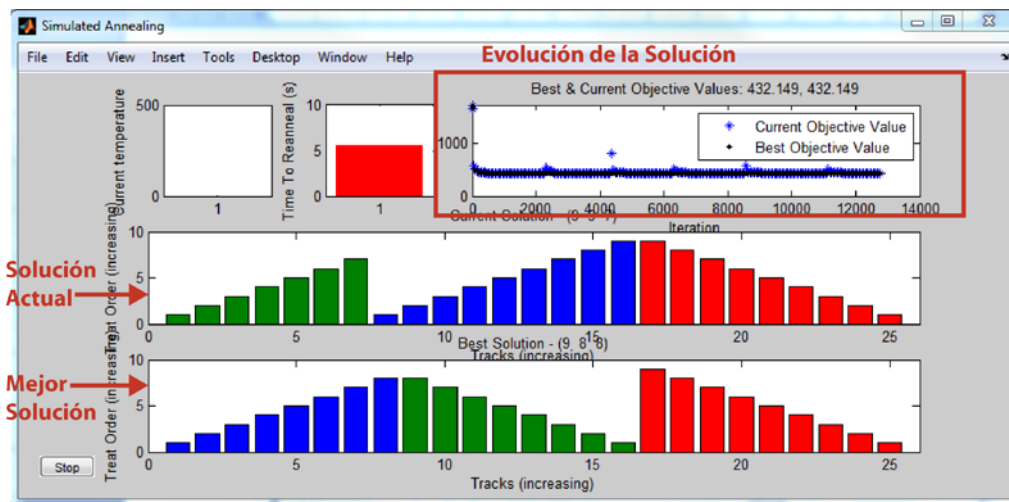 Simulated Annealing
File Edit View Insert Tools Desktop Window Help
Evolución de la Solución
Current temperature
500
0
1
Time To Reanneal (s)
10
5
0
1
Best & Current Objective Values: 432.149, 432.149
1000
0
Current Objective Value
Best Objective Value
0 2000 4000 6000 8000 10000 12000 14000
Iteration
Current Solution - (9 9 7)
Solución
Actual
Treat Order (increasing)
10
5
0
0 5 10 15 20 25
Tracks (increasing)
Best Solution - (9 8 8)
Mejor
Solución
Treat Order (increasing)
10
5
0
0 5 10 15 20 25
Tracks (increasing)
Stop